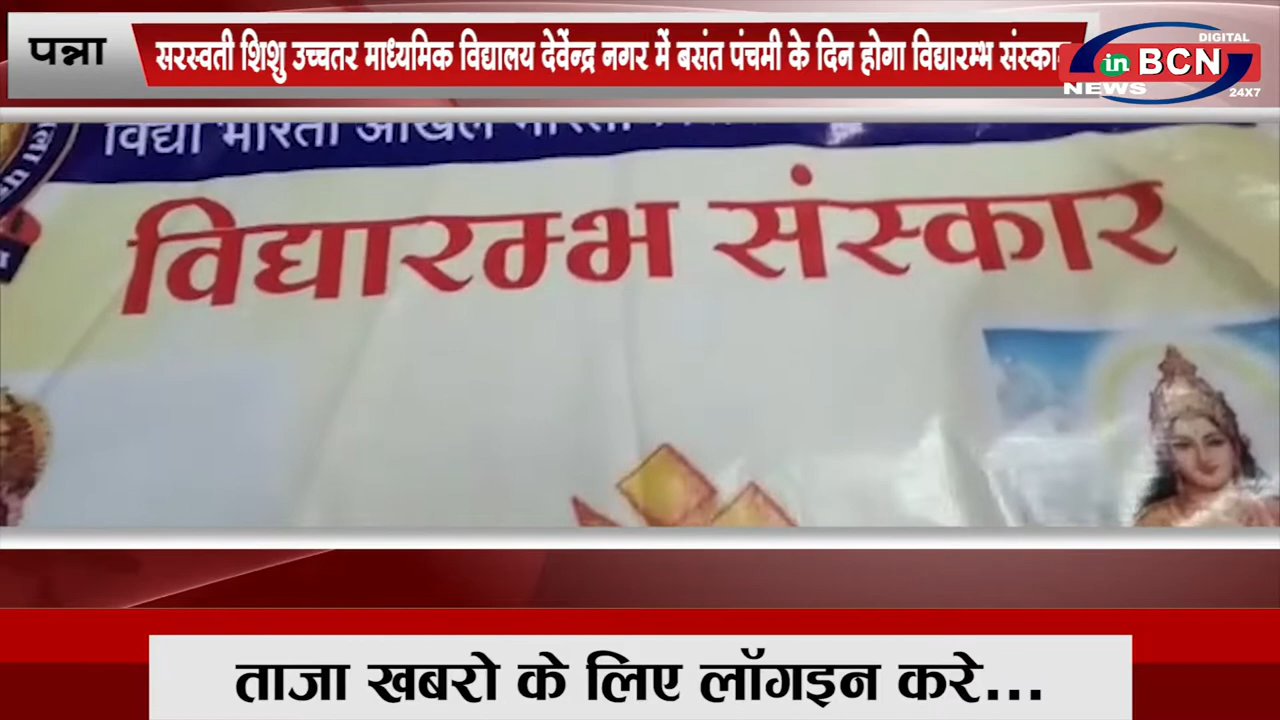 पन्ना
सरस्वती शिशु उच्चतर माध्यमिक विद्यालय देवेंन्द्र नगर में बसंत पंचमी के दिन होगा विद्यारम्भ संस्कार
DIGITAL
in BCN
NEWS 24X7
विद्या भारती अखिल
विद्यारम्भ संस्कार
ताजा खबरो के लिए लॉगइन करे...